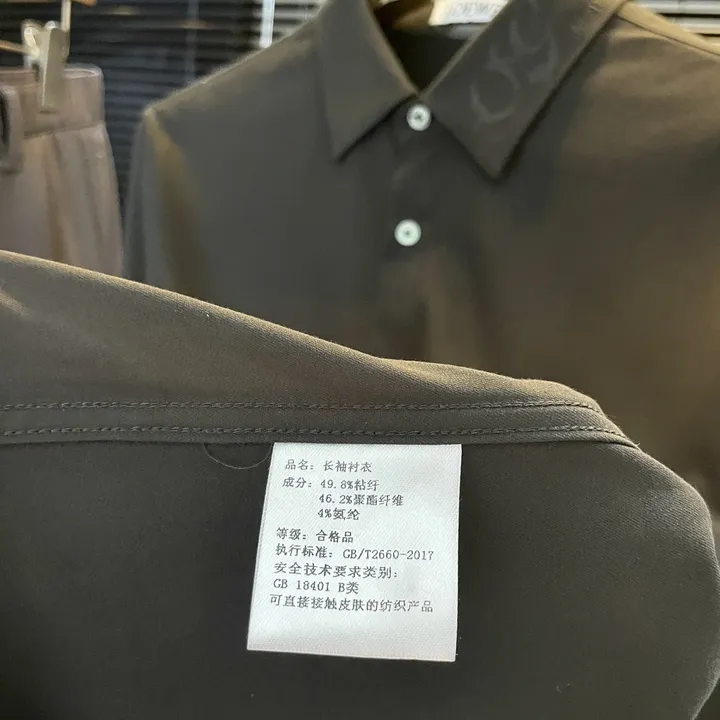 品名: 长袖衬衣
成分: 49.8%粘纤
46.2%聚酯纤维
4%氨纶
等级: 合格品
执行标准: GB/T2660-2017
安全技术要求类别:
GB 18401 B类
可直接接触皮肤的纺织产品